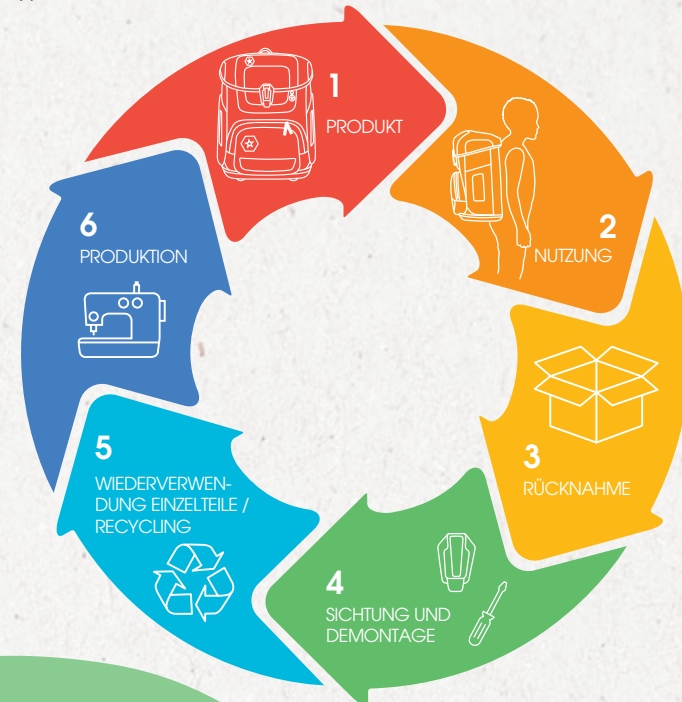 1
PRODUKT
2
NUTZUNG
3
RÜCKNAHME
4
SICHTUNG UND
DEMONTAGE
5
WIEDERVERWEN-
DUNG EINZELTEILE /
RECYCLING
6
PRODUKTION